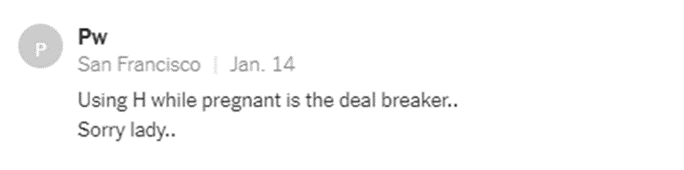 P
Pw
San Francisco | Jan. 14
Using H while pregnant is the deal breaker..
Sorry lady..